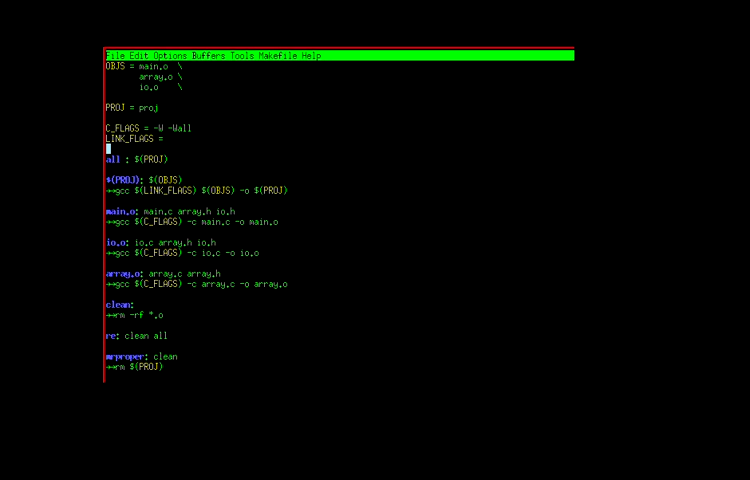 File Edit Options Buffers Tools Makefile Help
OBJS = main.o \
array.o \
io.o \
PROJ = proj
C_FLAGS = -W -Wall
LINK_FLAGS =
all : $(PROJ)
$(PROJ): $(OBJS)
→→gcc $(LINK_FLAGS) $(OBJS) -o $(PROJ)
main.o: main.c array.h io.h
→→gcc $(C_FLAGS) -c main.c -o main.o
io.o: io.c array.h io.h
→→gcc $(C_FLAGS) -c io.c -o io.o
array.o: array.c array.h
→→gcc $(C_FLAGS) -c array.c -o array.o
clean:
→→rm -rf *.o
re: clean all
mrproper: clean
→→rm $(PROJ)